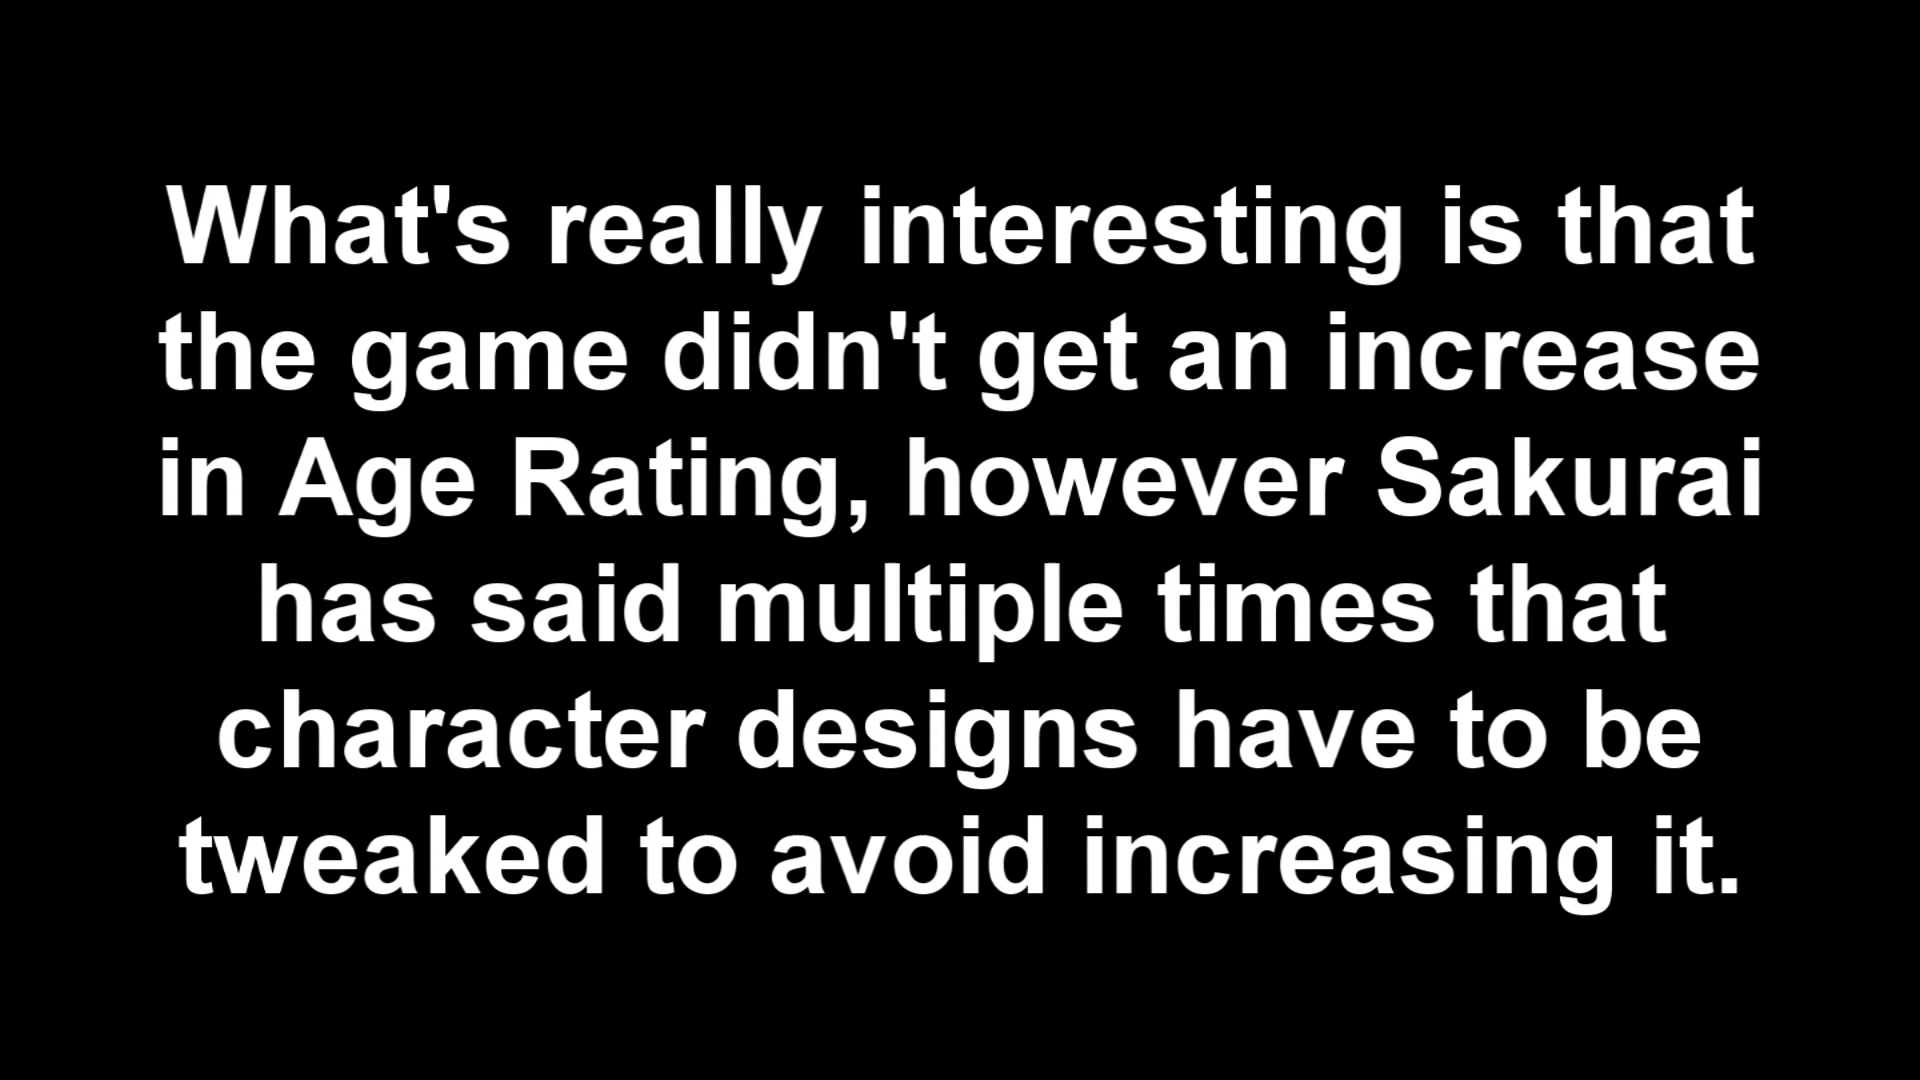 What's really interesting is that
the game didn't get an increase
in Age Rating, however Sakurai
has said multiple times that
character designs have to be
tweaked to avoid increasing it.